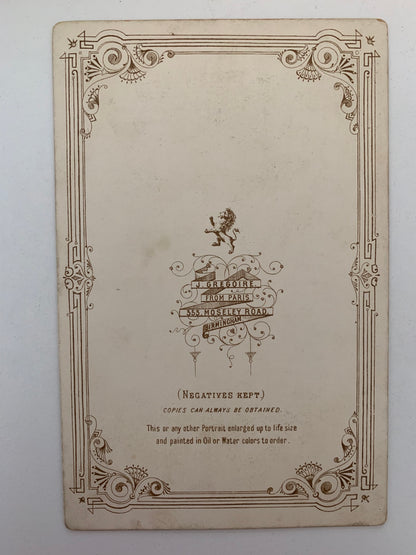 J. GREGOIRE.
FROM PARIS
353, MOSELEY ROAD,
BIRMINGHAM
(NEGATIVES KEPT.)
COPIES CAN ALWAYS BE OBTAINED.
This or any other Portrait enlarged up to life size
and painted in Oil or Water colors to order.